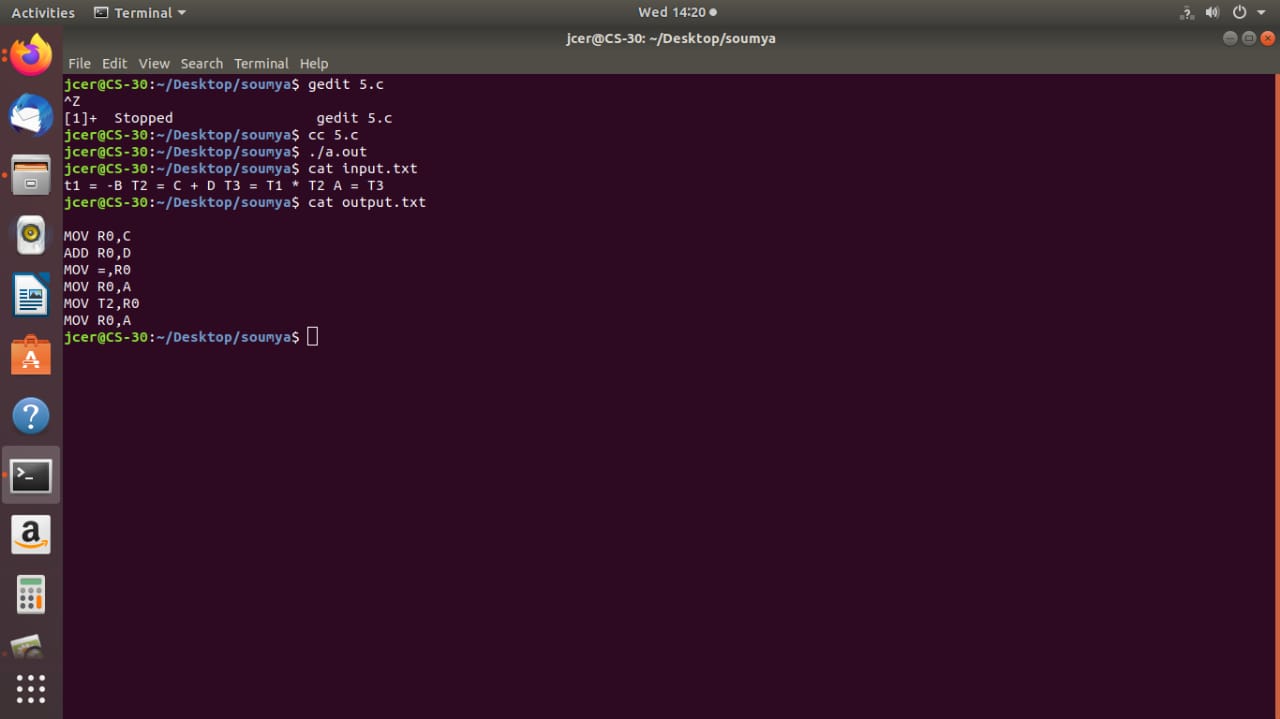 Activities Terminal Wed 14:20
jcer@CS-30: ~/Desktop/soumya
File Edit View Search Terminal Help
jcer@CS-30:~/Desktop/soumya$ gedit 5.c
^Z
[1]+  Stopped                 gedit 5.c
jcer@CS-30:~/Desktop/soumya$ cc 5.c
jcer@CS-30:~/Desktop/soumya$ ./a.out
jcer@CS-30:~/Desktop/soumya$ cat input.txt
t1 = -B T2 = C + D T3 = T1 * T2 A = T3
jcer@CS-30:~/Desktop/soumya$ cat output.txt
MOV R0,C
ADD R0,D
MOV =,R0
MOV R0,A
MOV T2,R0
MOV R0,A
jcer@CS-30:~/Desktop/soumya$